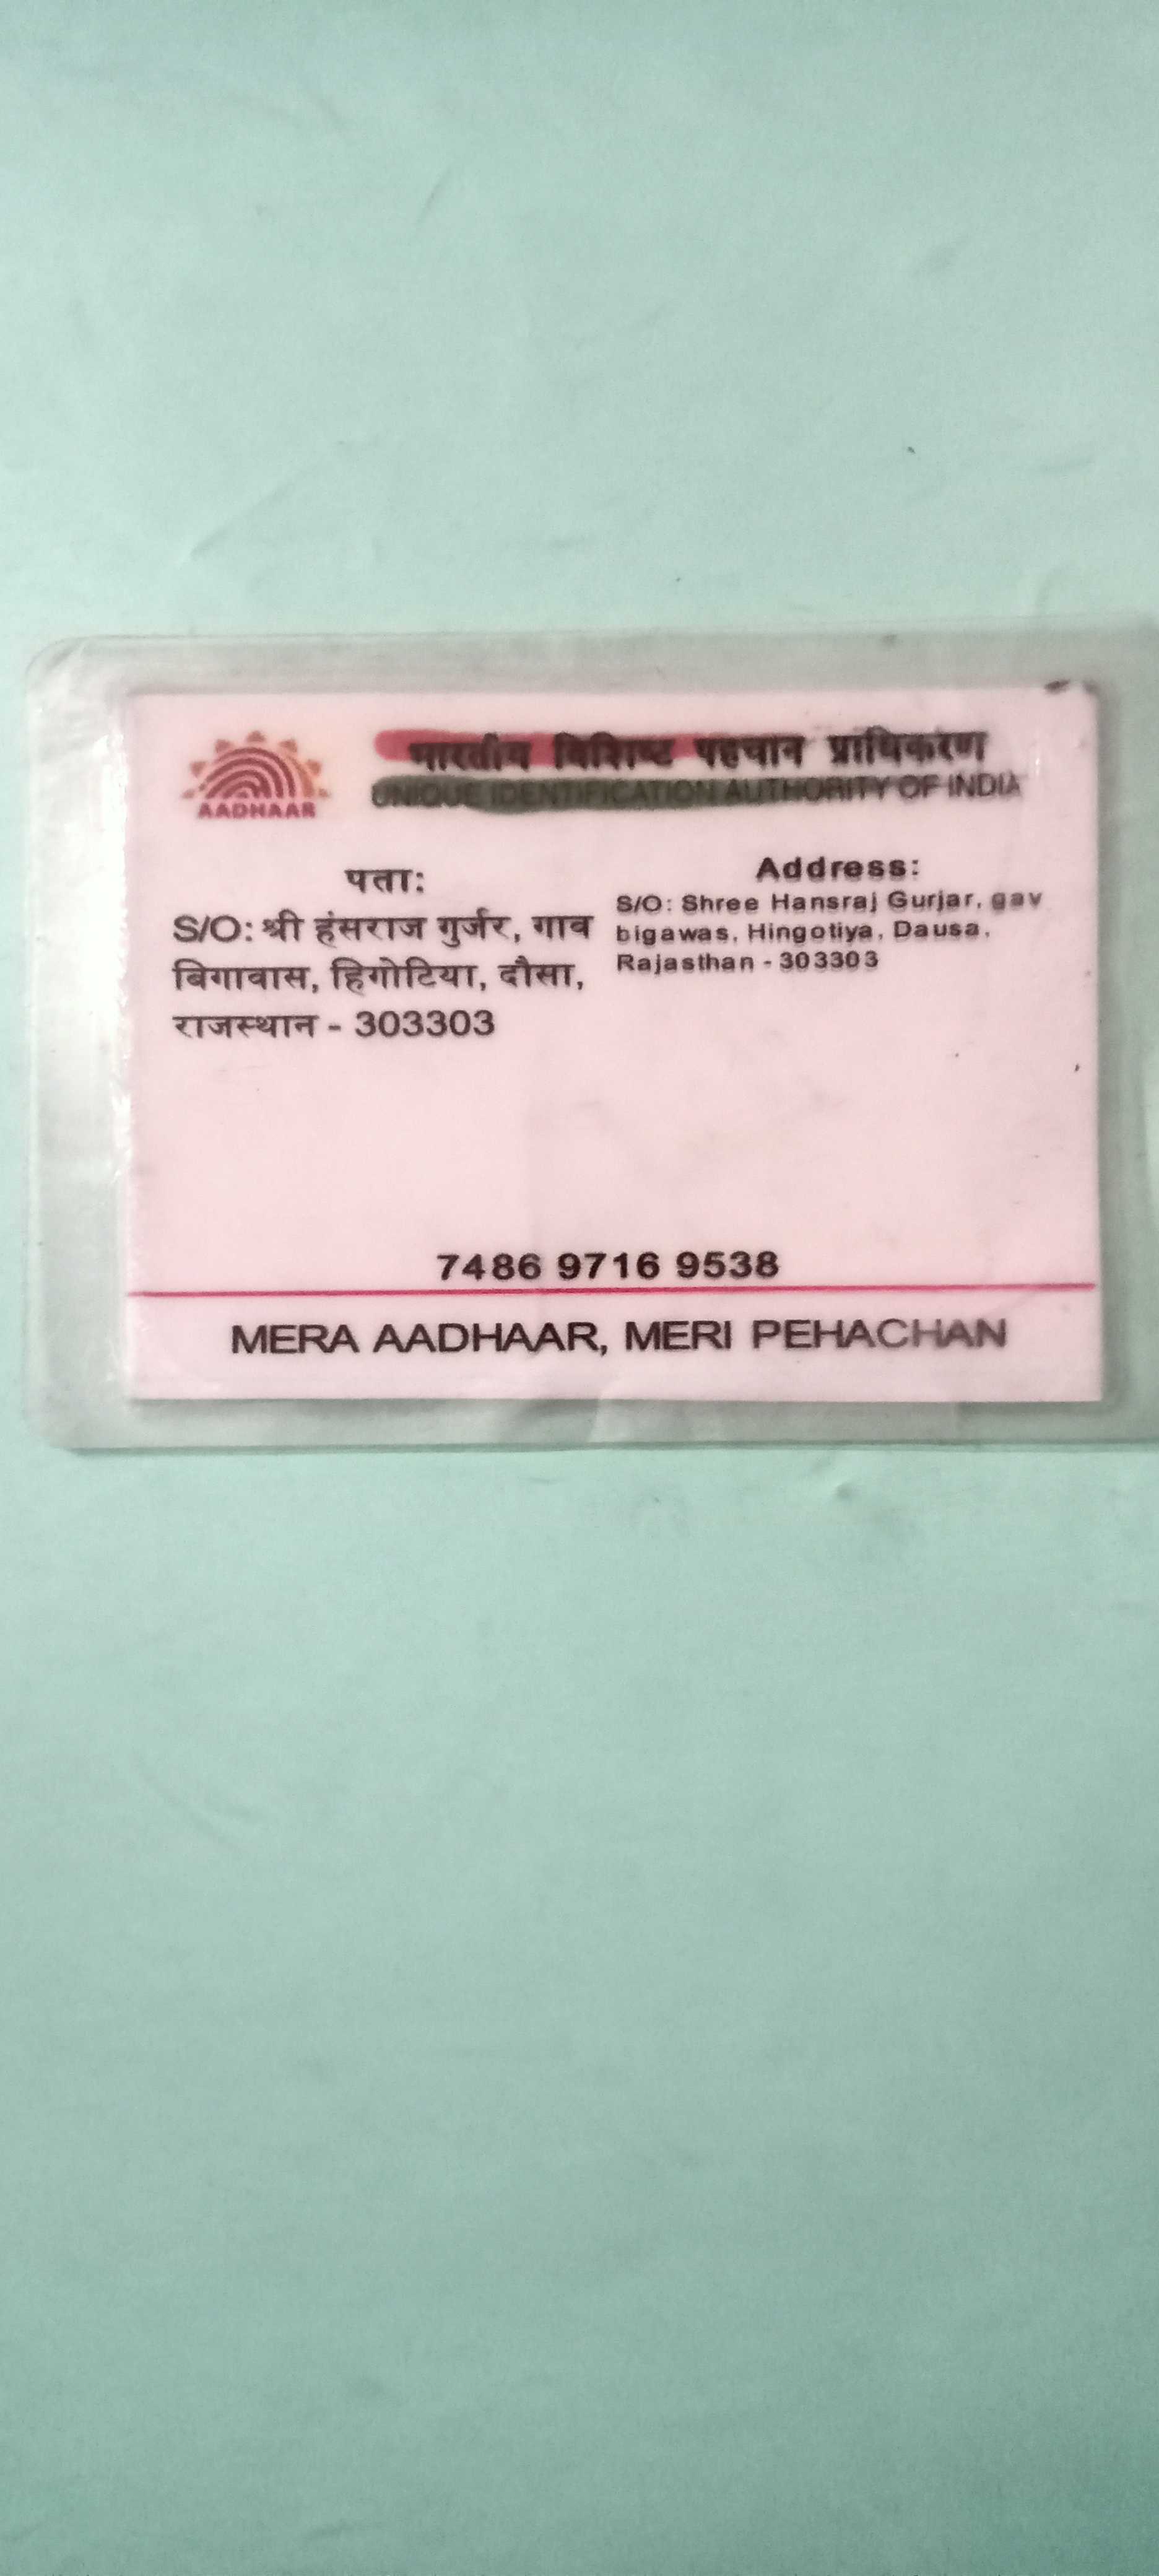 भारतीय विशिष्ट पहचान प्राधिकरण
UNIQUE IDENTIFICATION AUTHORITY OF INDIA
AADHAAR
पता:
S/O: श्री हंसराज गुर्जर, गाव
बिगावास, हिगोटिया, दौसा,
राजस्थान - 303303
Address:
S/O: Shree Hansraj Gurjar, gav
bigawas, Hingotiya, Dausa,
Rajasthan - 303303
7486 9716 9538
MERA AADHAAR, MERI PEHACHAN